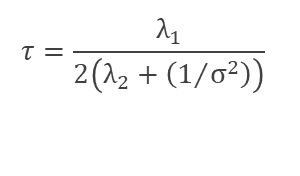 τ = λ₁ / 2(λ₂ + (1/σ²))